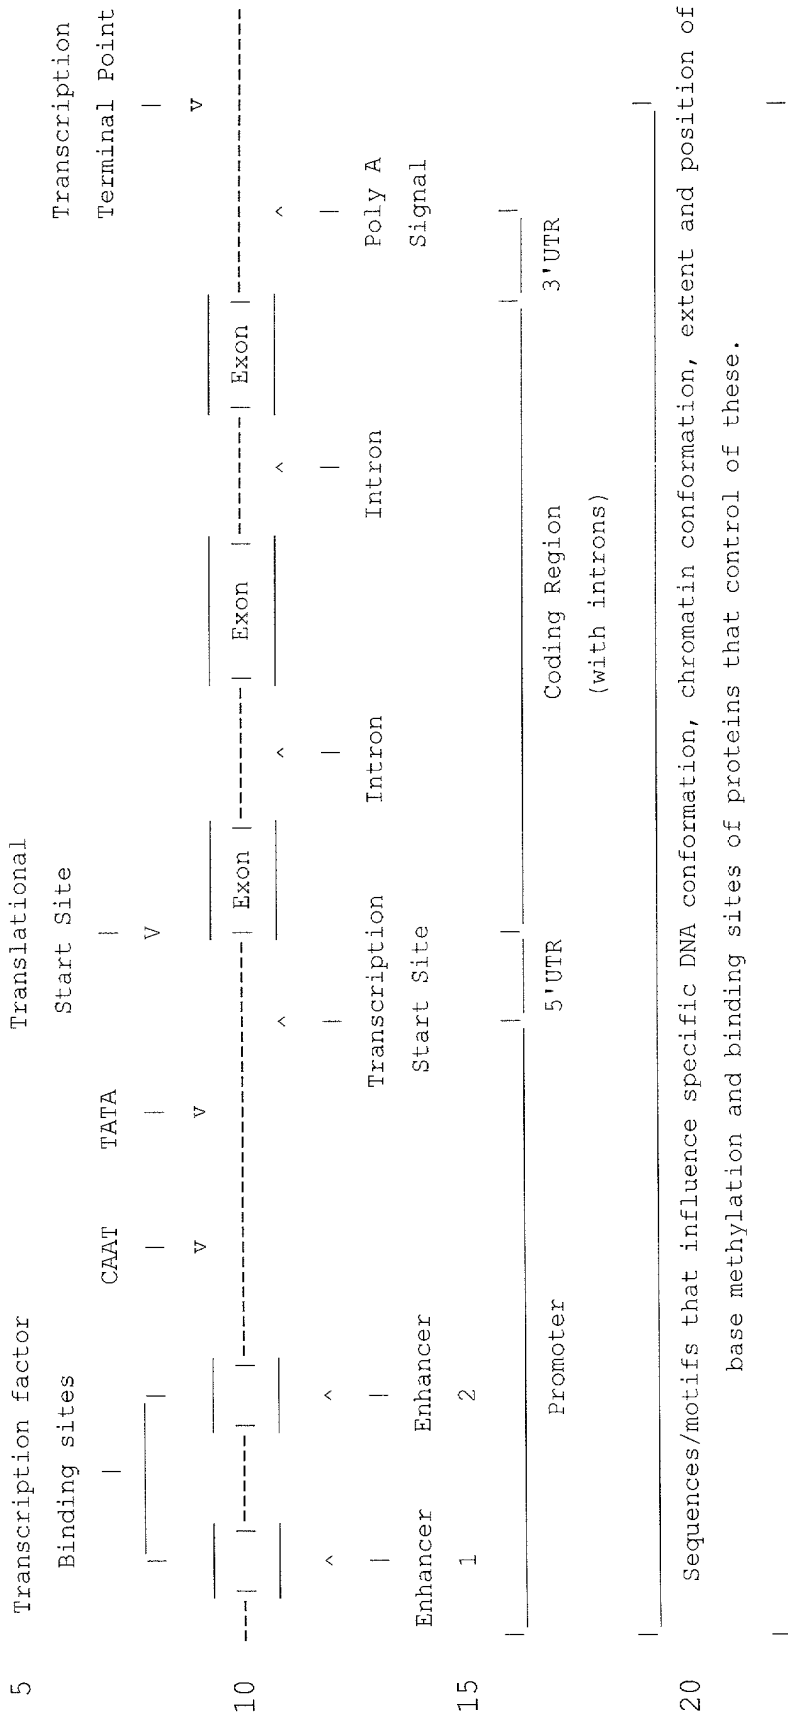 5 Transcription factor Translational Transcription
Binding sites CAAT TATA Start Site Terminal Point
10 Exon Exon Exon
Enhancer Enhancer Transcription Intron Intron Poly A
15 1 2 Start Site Signal
Promoter 5'UTR Coding Region 3'UTR
(with introns)
20 Sequences/motifs that influence specific DNA conformation, chromatin conformation, extent and position of
base methylation and binding sites of proteins that control of these.